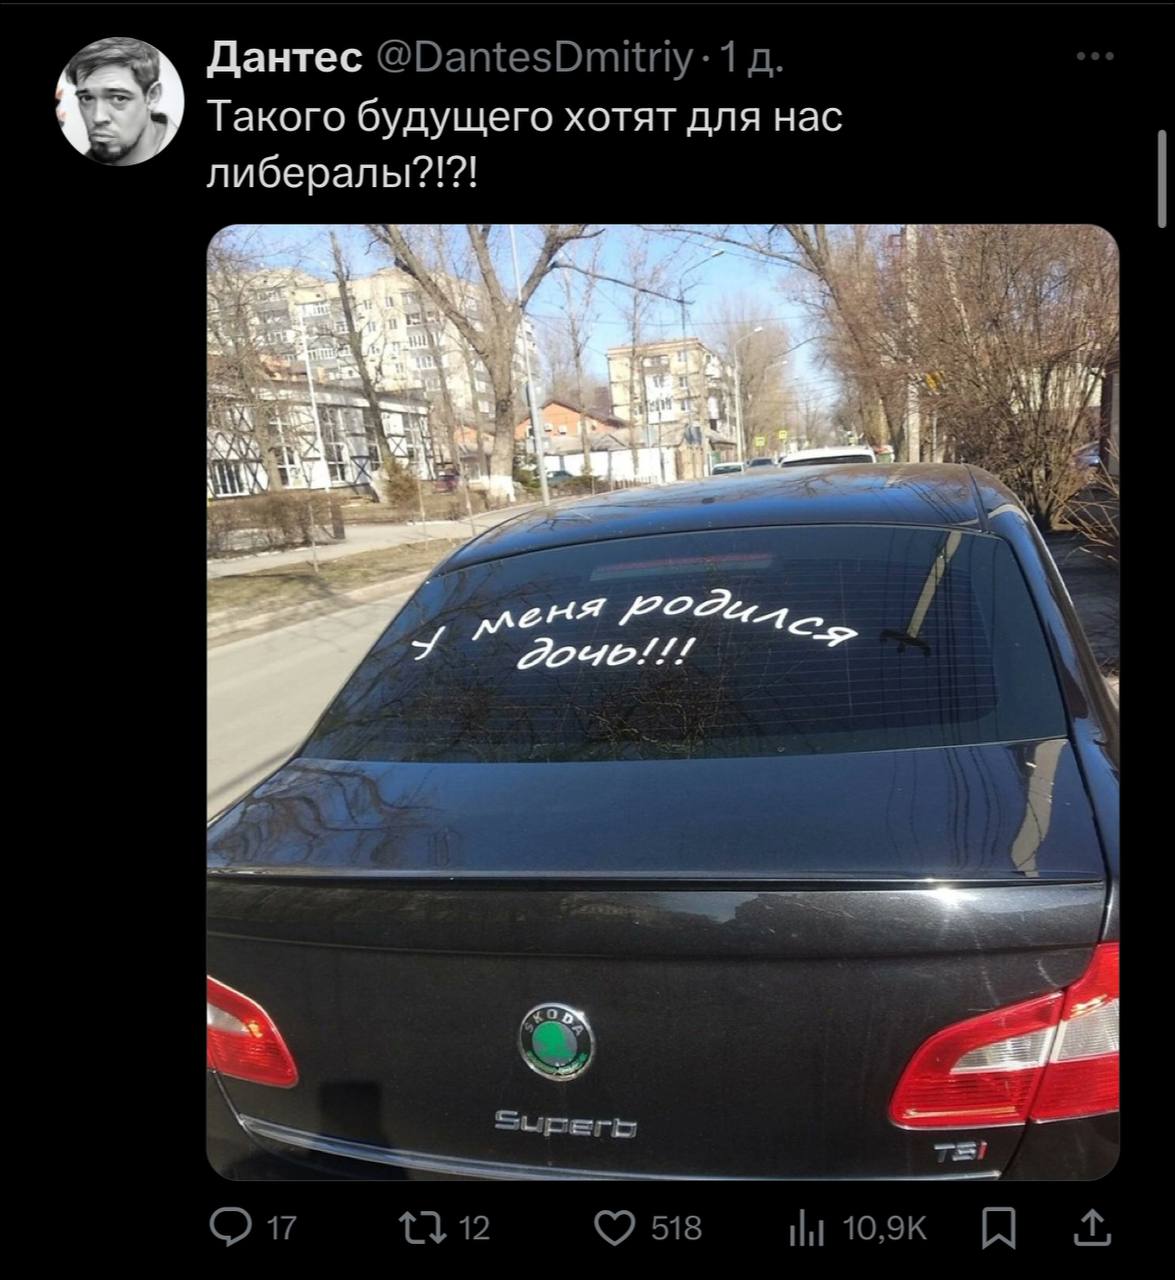 Дантес @DantesDmitriy · 1 д.
Такого будущего хотят для нас
либералы?!?!
У меня родился
дочь!!!
ŠKODA
Superb
TSI
17 12 518 10,9K